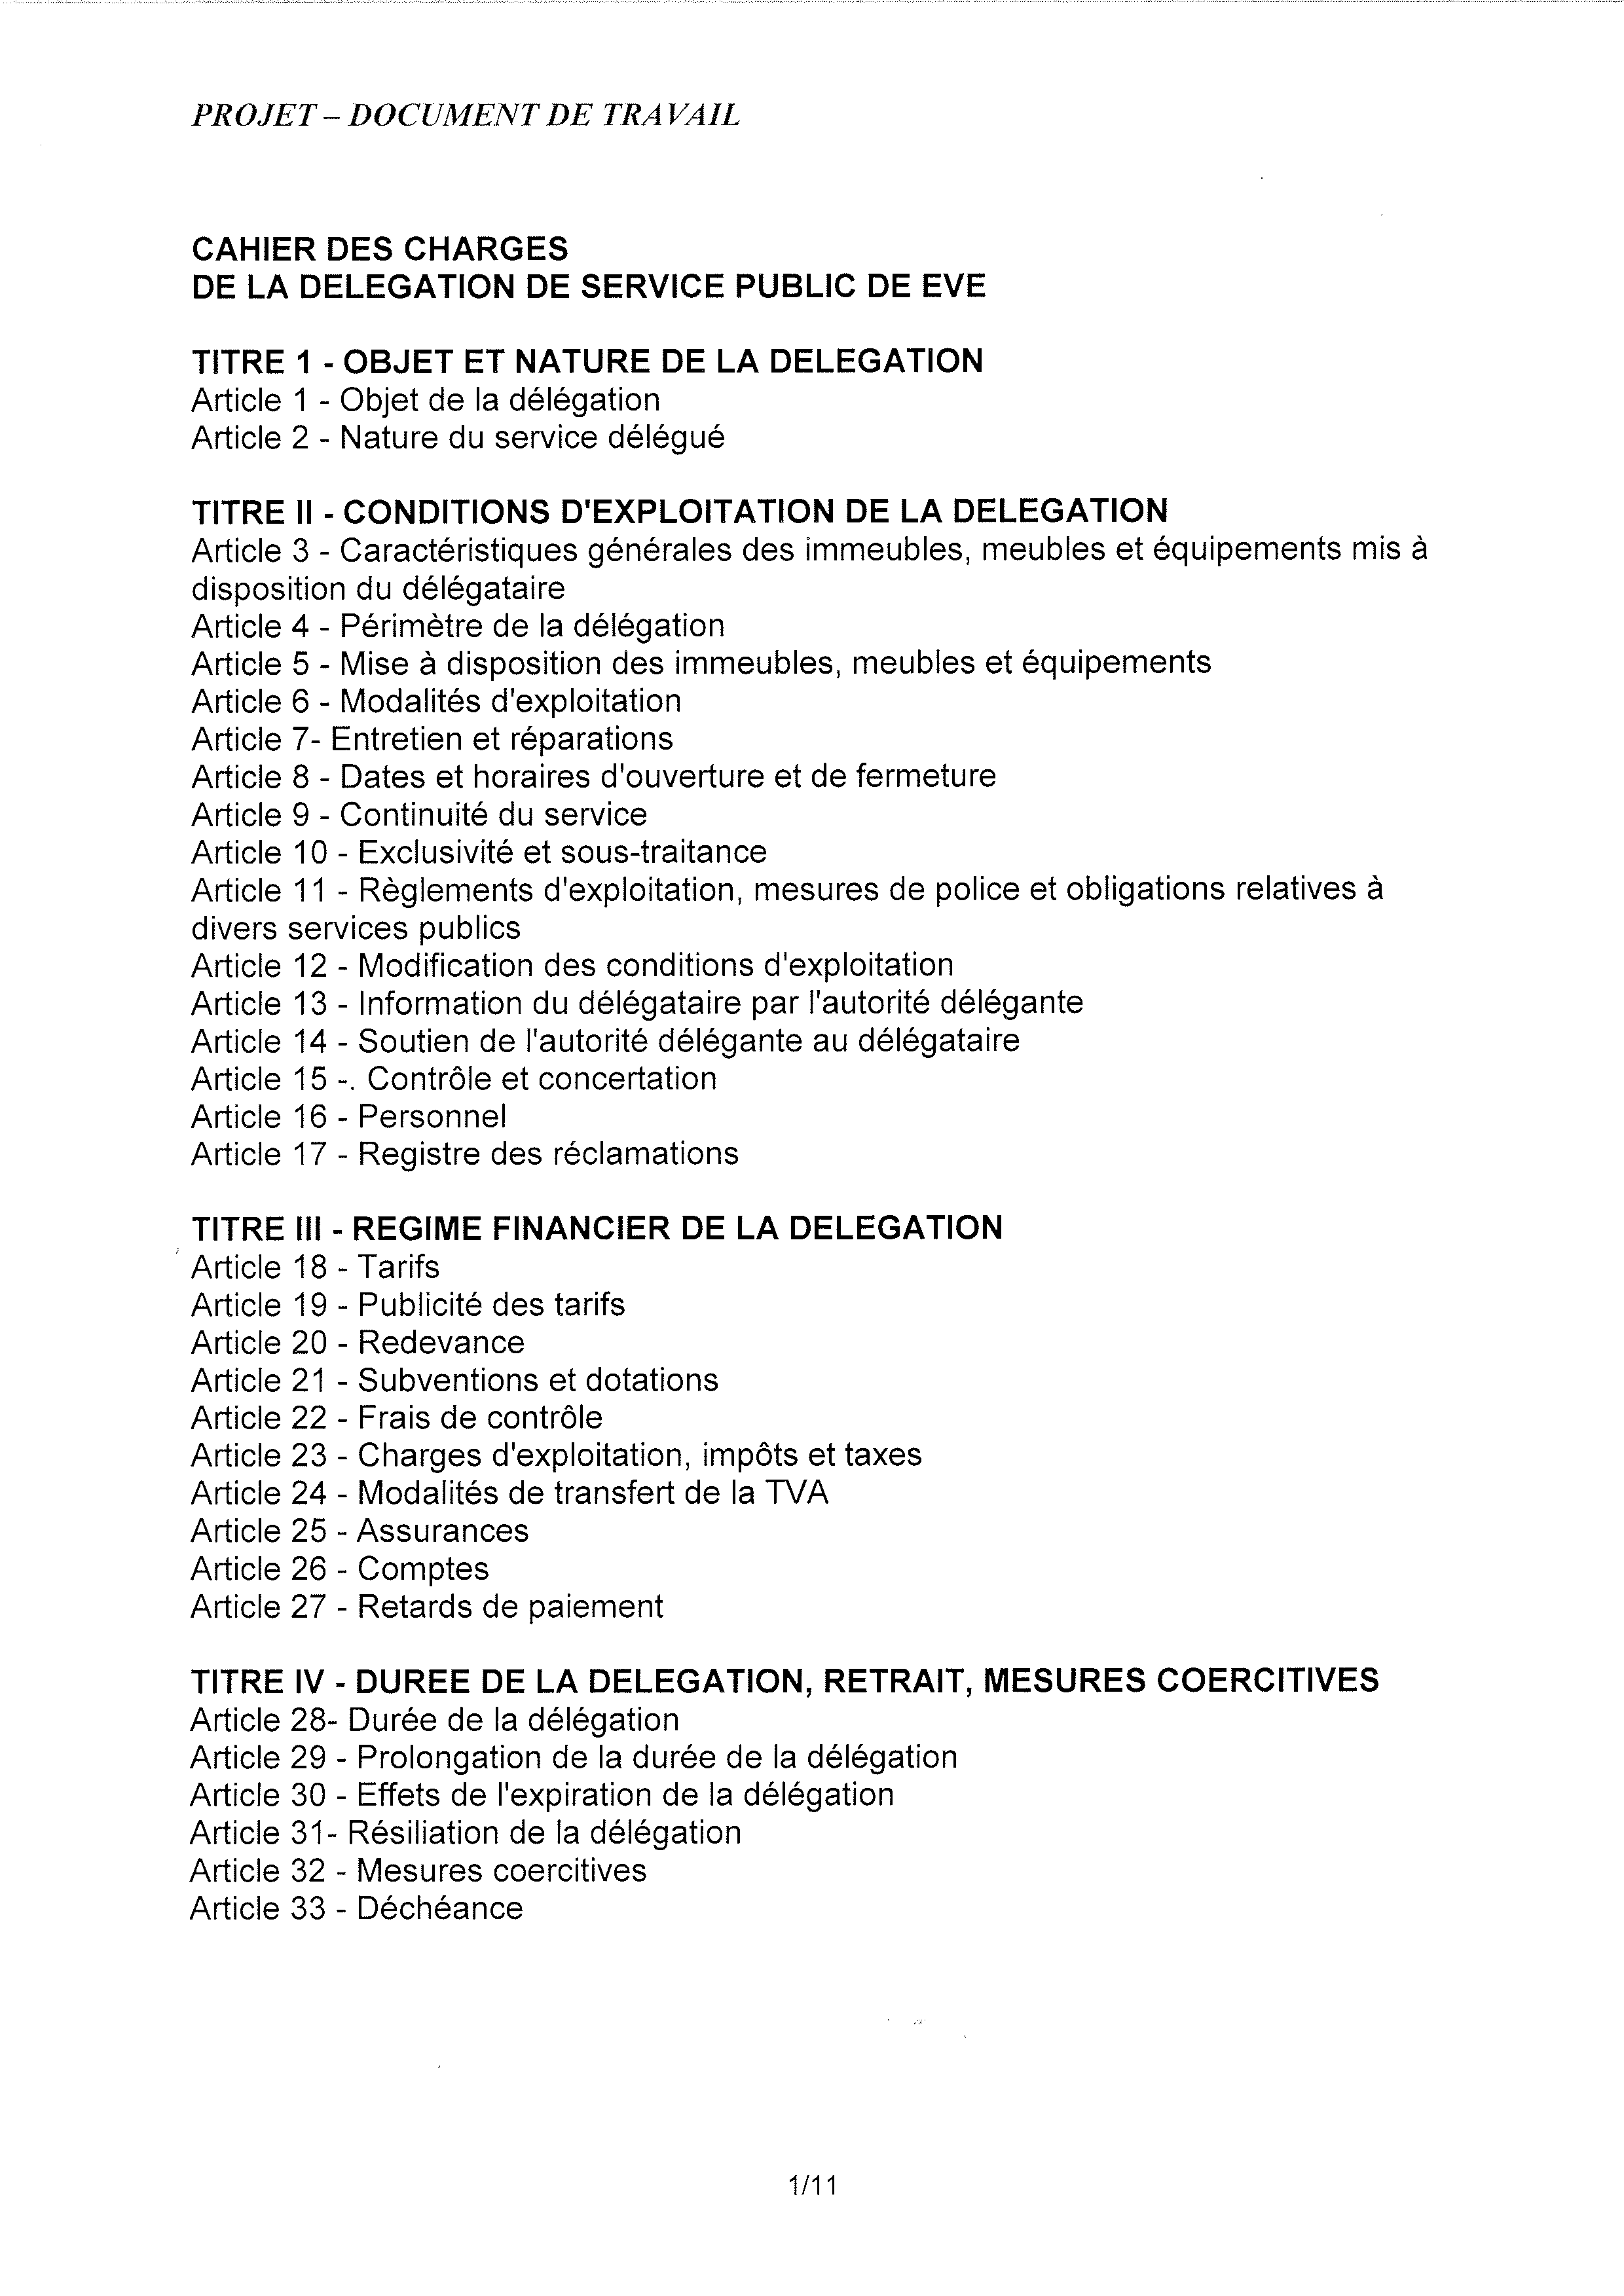 PROJET – DOCUMENT DE TRAVAIL
CAHIER DES CHARGES
DE LA DELEGATION DE SERVICE PUBLIC DE EVE
TITRE 1 - OBJET ET NATURE DE LA DELEGATION
Article 1 - Objet de la délégation
Article 2 - Nature du service délégué
TITRE II - CONDITIONS D'EXPLOITATION DE LA DELEGATION
Article 3 - Caractéristiques générales des immeubles, meubles et équipements mis à
disposition du délégataire
Article 4 - Périmètre de la délégation
Article 5 - Mise à disposition des immeubles, meubles et équipements
Article 6 - Modalités d'exploitation
Article 7- Entretien et réparations
Article 8 - Dates et horaires d'ouverture et de fermeture
Article 9 - Continuité du service
Article 10 - Exclusivité et sous-traitance
Article 11 - Règlements d'exploitation, mesures de police et obligations relatives à
divers services publics
Article 12 - Modification des conditions d'exploitation
Article 13 - Information du délégataire par l'autorité délégante
Article 14 - Soutien de l'autorité délégante au délégataire
Article 15 -. Contrôle et concertation
Article 16 - Personnel
Article 17 - Registre des réclamations
TITRE III - REGIME FINANCIER DE LA DELEGATION
Article 18 - Tarifs
Article 19 - Publicité des tarifs
Article 20 - Redevance
Article 21 - Subventions et dotations
Article 22 - Frais de contrôle
Article 23 - Charges d'exploitation, impôts et taxes
Article 24 - Modalités de transfert de la TVA
Article 25 - Assurances
Article 26 - Comptes
Article 27 - Retards de paiement
TITRE IV - DUREE DE LA DELEGATION, RETRAIT, MESURES COERCITIVES
Article 28- Durée de la délégation
Article 29 - Prolongation de la durée de la délégation
Article 30 - Effets de l'expiration de la délégation
Article 31- Résiliation de la délégation
Article 32 - Mesures coercitives
Article 33 - Déchéance
1/11